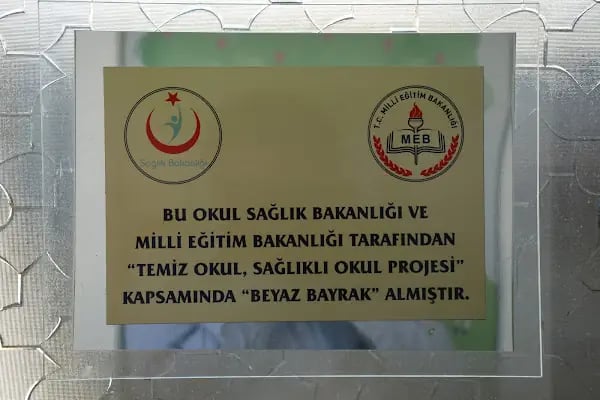 Sağlık Bakanlığı
T.C. MİLLİ EĞİTİM BAKANLIĞI
MEB
BU OKUL SAĞLIK BAKANLIĞI VE
MİLLİ EĞİTİM BAKANLIĞI TARAFINDAN
“TEMİZ OKUL, SAĞLIKLI OKUL PROJESİ”
KAPSAMINDA “BEYAZ BAYRAK” ALMIŞTIR.